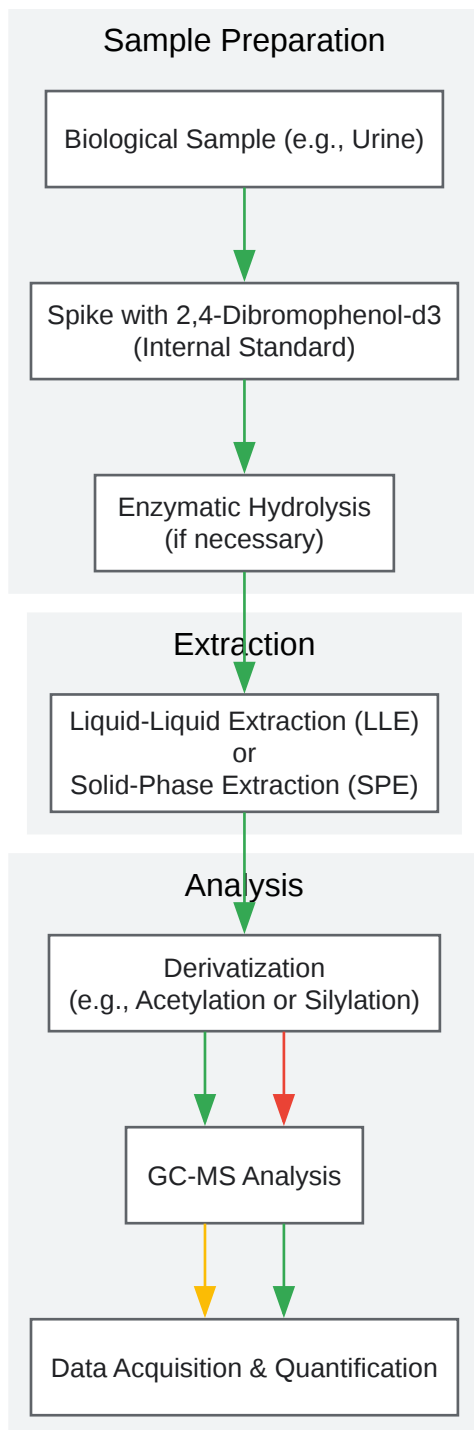 Sample Preparation
Biological Sample (e.g., Urine)
Spike with 2,4-Dibromophenol-d3
(Internal Standard)
Enzymatic Hydrolysis
(if necessary)
Extraction
Liquid-Liquid Extraction (LLE)
or
Solid-Phase Extraction (SPE)
Analysis
Derivatization
(e.g., Acetylation or Silylation)
GC-MS Analysis
Data Acquisition & Quantification